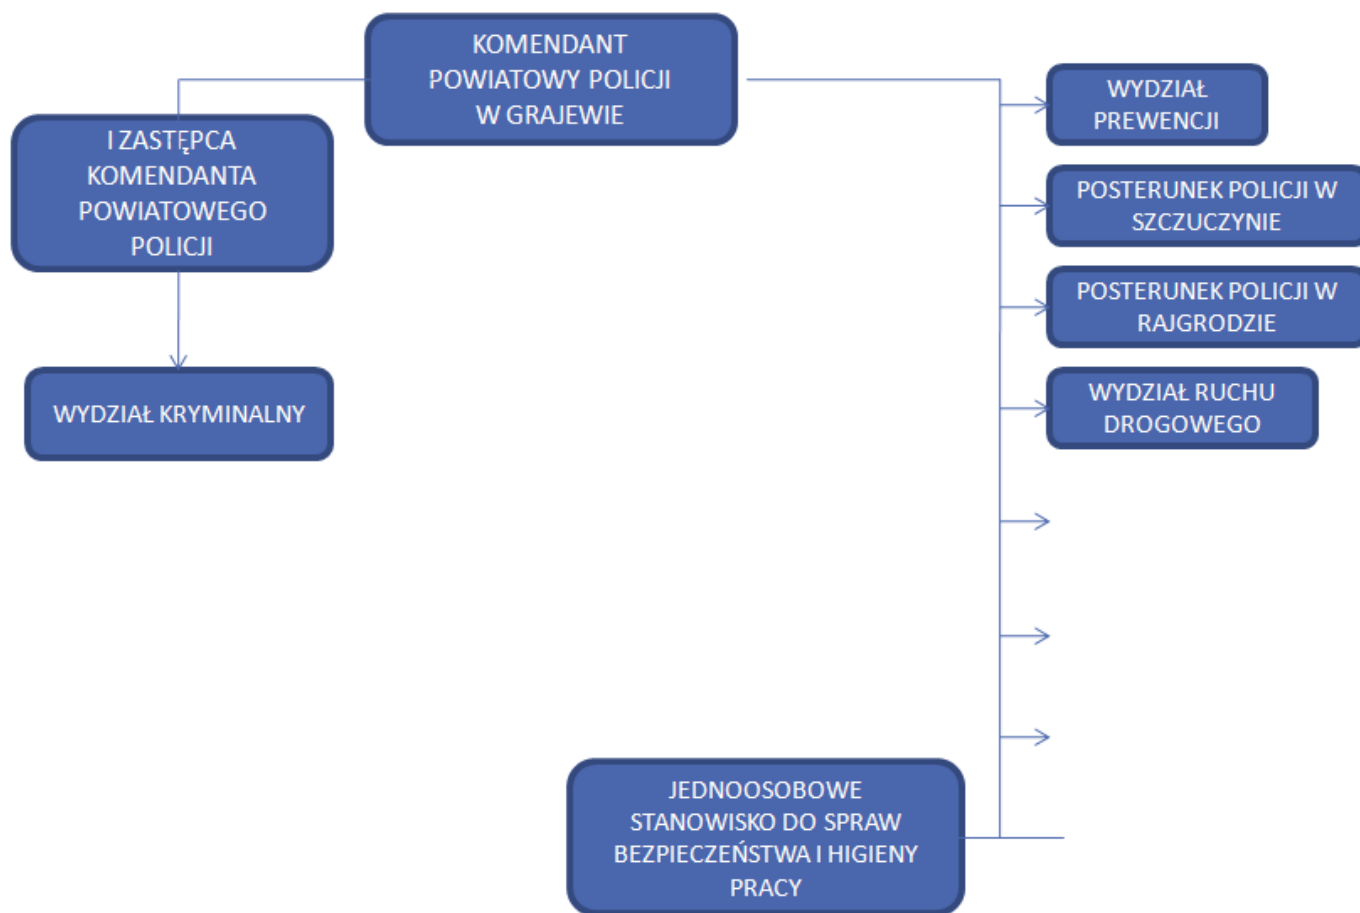 KOMENDANT
POWIATOWY POLICJI
W GRAJEWIE
I ZASTĘPCA
KOMENDANTA
POWIATOWEGO
POLICJI
WYDZIAŁ KRYMINALNY
WYDZIAŁ
PREWENCJI
POSTERUNEK POLICJI W
SZCZUCZYNIE
POSTERUNEK POLICJI W
RAJGRODZIE
WYDZIAŁ RUCHU
DROGOWEGO
JEDNOOSOBOWE
STANOWISKO DO SPRAW
BEZPIECZEŃSTWA I HIGIENY
PRACY